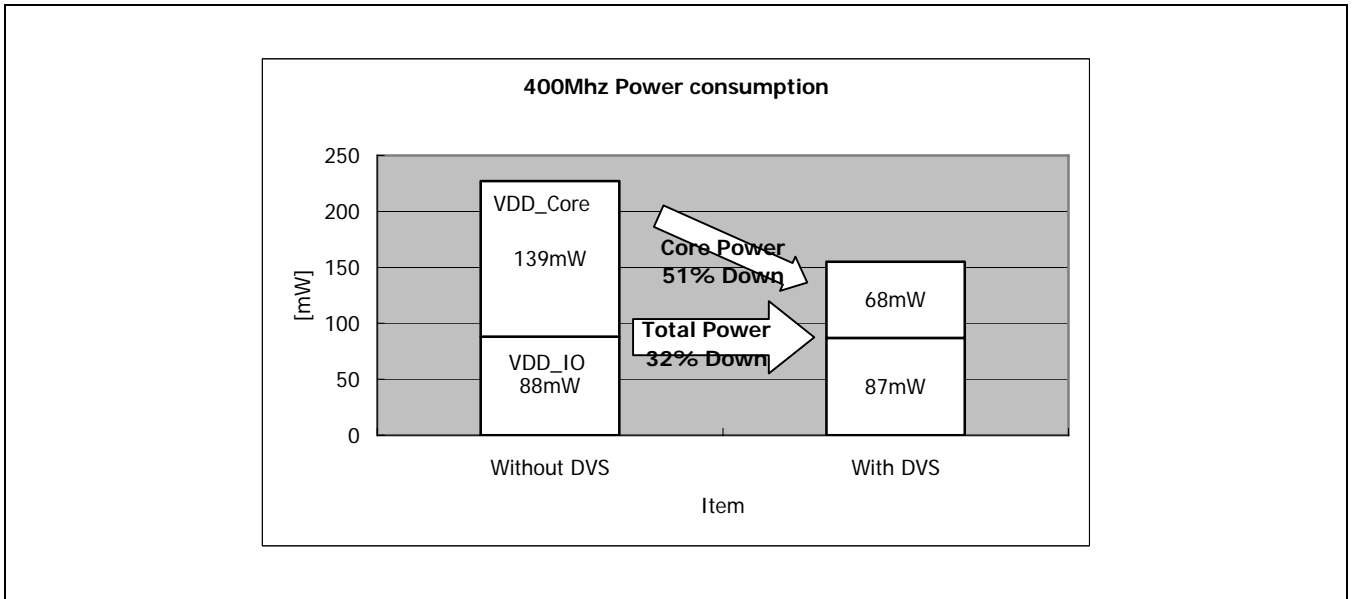 400Mhz Power consumption
250
200
150
100
50
0
[mW]
VDD_Core
139mW
VDD_IO
88mW
Core Power
51% Down
Total Power
32% Down
68mW
87mW
Without DVS
With DVS
Item